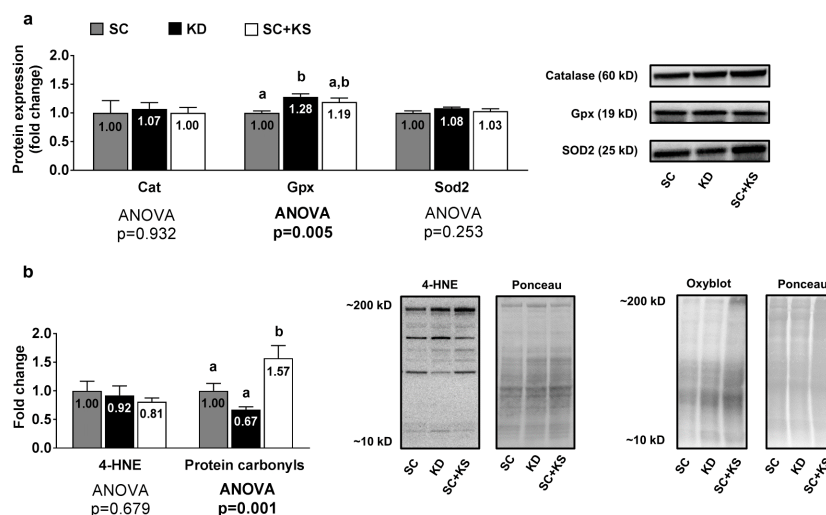 a
SC KD SC+KS
Protein expression
(fold change)
2.0
1.5
1.0
0.5
0.0
a b a,b
1.00 1.07 1.00 1.00 1.28 1.19 1.00 1.08 1.03
Cat Gpx Sod2
ANOVA ANOVA ANOVA
p=0.932 p=0.005 p=0.253
Catalase (60 kD)
Gpx (19 kD)
SOD2 (25 kD)
SC KD SC+KS
b
Fold change
2.0
1.5
1.0
0.5
0.0
a a b
1.00 0.92 0.81 1.00 0.67 1.57
4-HNE Protein carbonyls
ANOVA ANOVA
p=0.679 p=0.001
4-HNE Ponceau
~200 kD
~10 kD
SC KD SC+KS SC KD SC+KS
Oxyblot Ponceau
~200 kD
~10 kD
SC KD SC+KS SC KD SC+KS